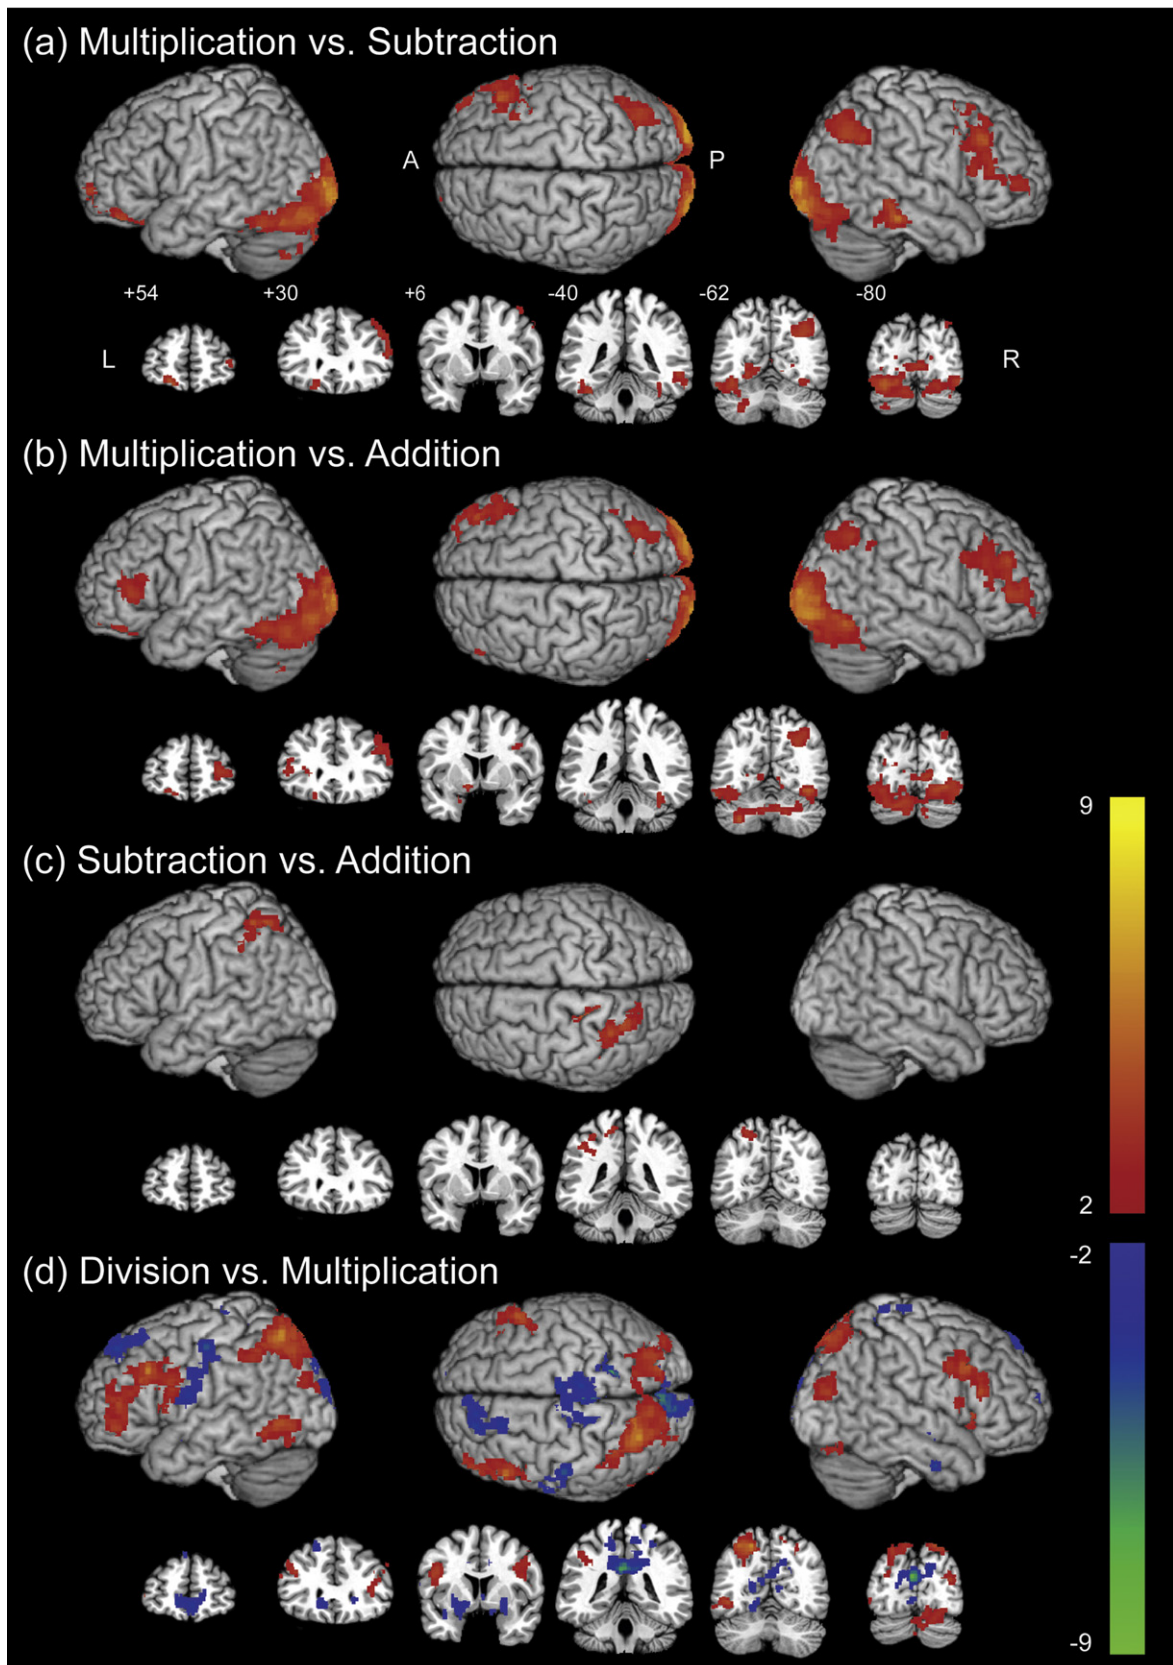 (a) Multiplication vs. Subtraction
A P
+54 +30 +6 -40 -62 -80
L R
(b) Multiplication vs. Addition
9
(c) Subtraction vs. Addition
2
-2
(d) Division vs. Multiplication
-9